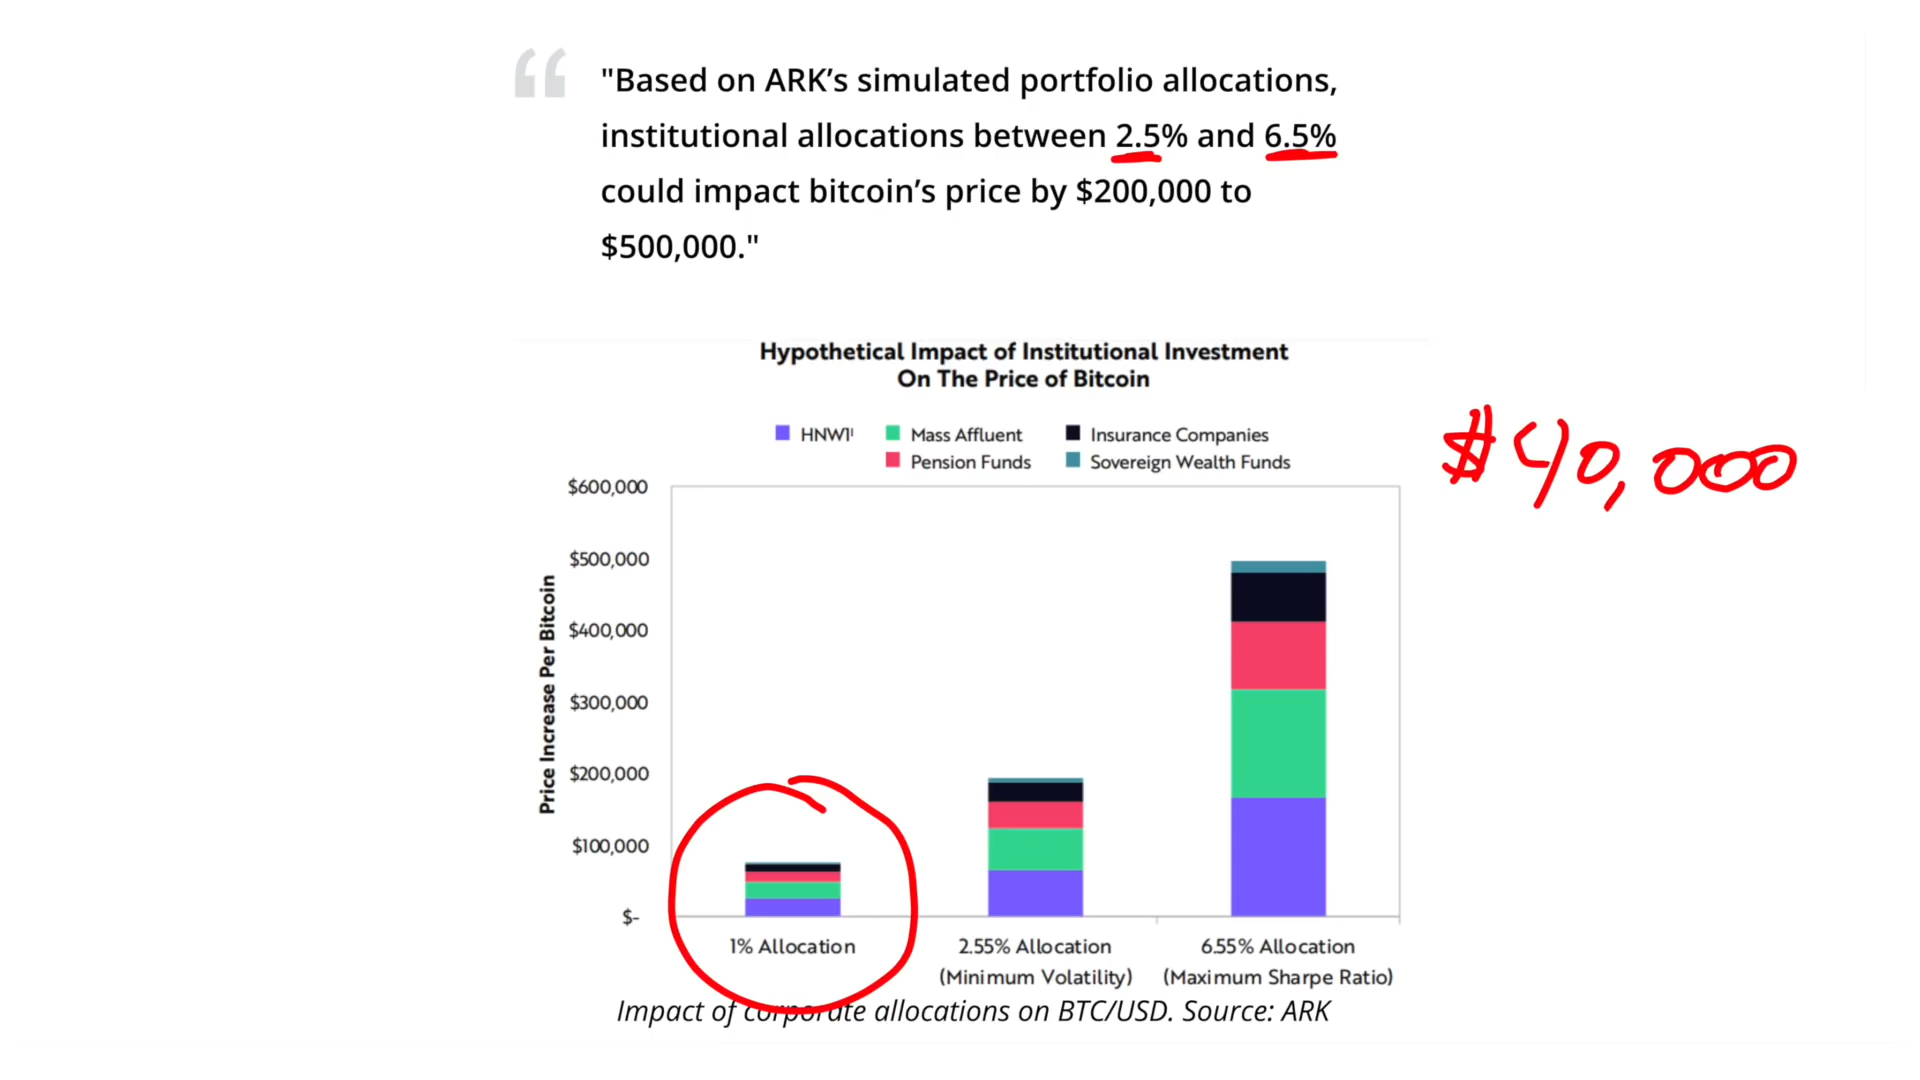 "Based on ARK’s simulated portfolio allocations,
institutional allocations between 2.5% and 6.5%
could impact bitcoin’s price by $200,000 to
$500,000."
Hypothetical Impact of Institutional Investment
On The Price of Bitcoin
HNWI¹ Mass Affluent Insurance Companies
Pension Funds Sovereign Wealth Funds
$40,000
Price Increase Per Bitcoin
$600,000
$500,000
$400,000
$300,000
$200,000
$100,000
$-
1% Allocation 2.55% Allocation 6.55% Allocation
(Minimum Volatility) (Maximum Sharpe Ratio)
Impact of corporate allocations on BTC/USD. Source: ARK